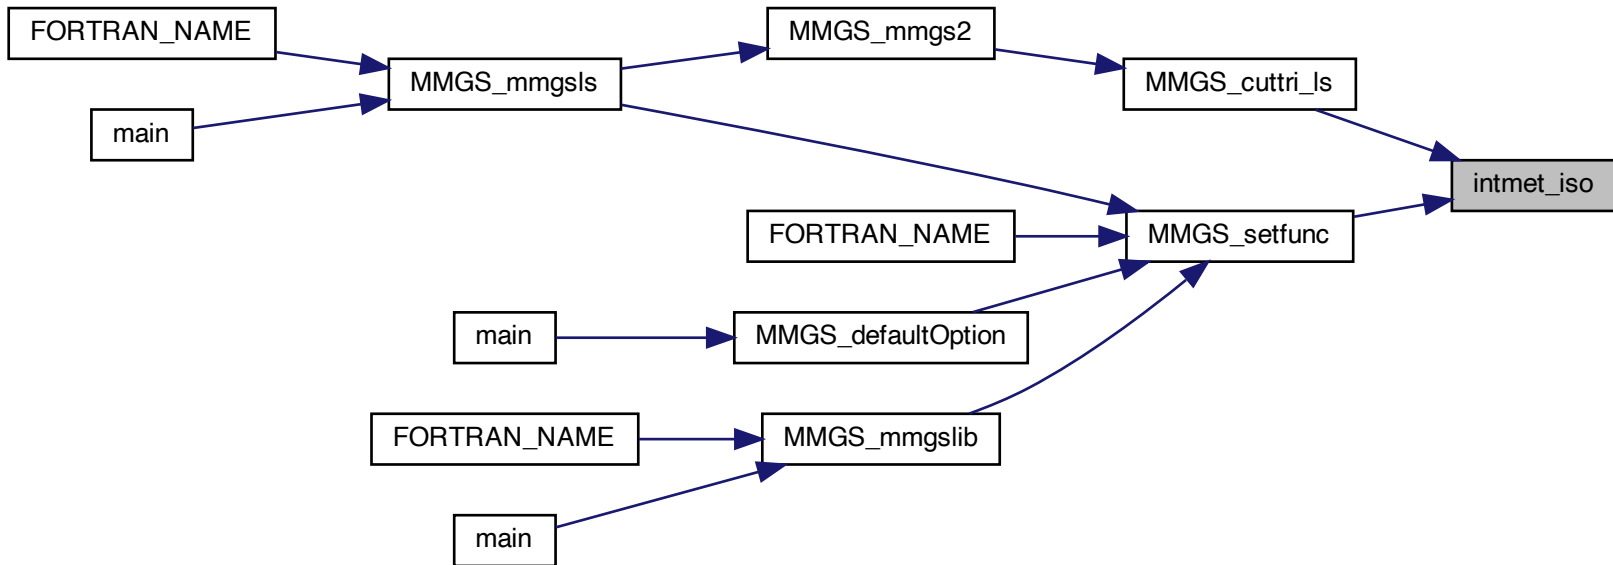 FORTRAN_NAME
MMGS_mmgs2
MMGS_mmgsls
MMGS_cuttri_ls
main
intmet_iso
FORTRAN_NAME
MMGS_setfunc
main
MMGS_defaultOption
FORTRAN_NAME
MMGS_mmgslib
main